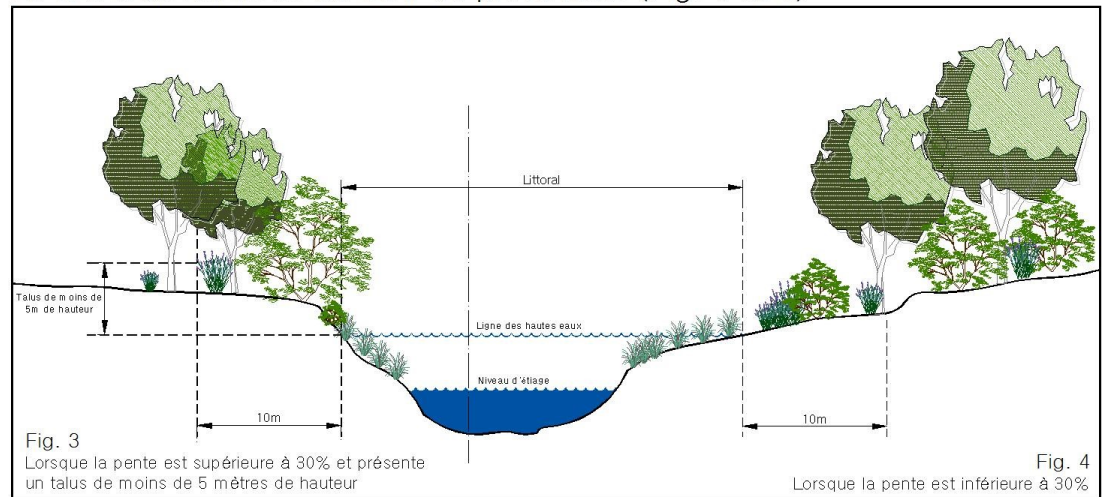 Littoral
Talus de moins de
5m de hauteur
Ligne des hautes eaux
Niveau d'étiage
10m
10m
Fig. 3
Lorsque la pente est supérieure à 30% et présente
un talus de moins de 5 mètres de hauteur
Fig. 4
Lorsque la pente est inférieure à 30%